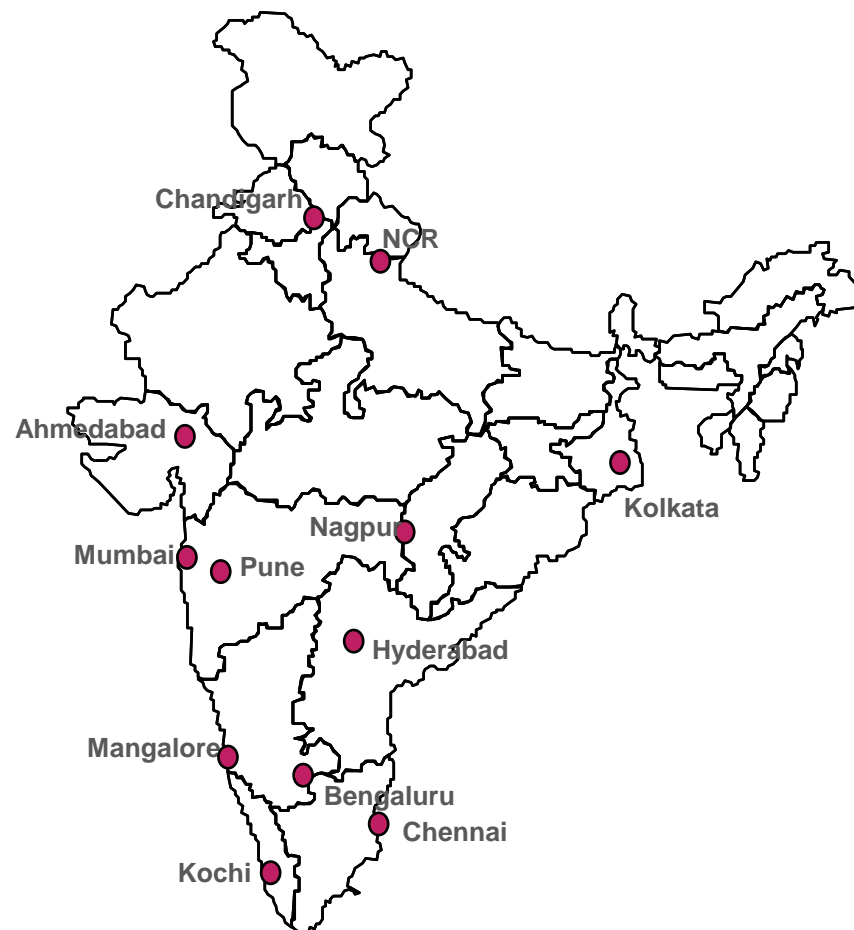 Chandigarh
NCR
Ahmedabad
Kolkata
Nagpur
Mumbai
Pune
Hyderabad
Mangalore
Bengaluru
Chennai
Kochi